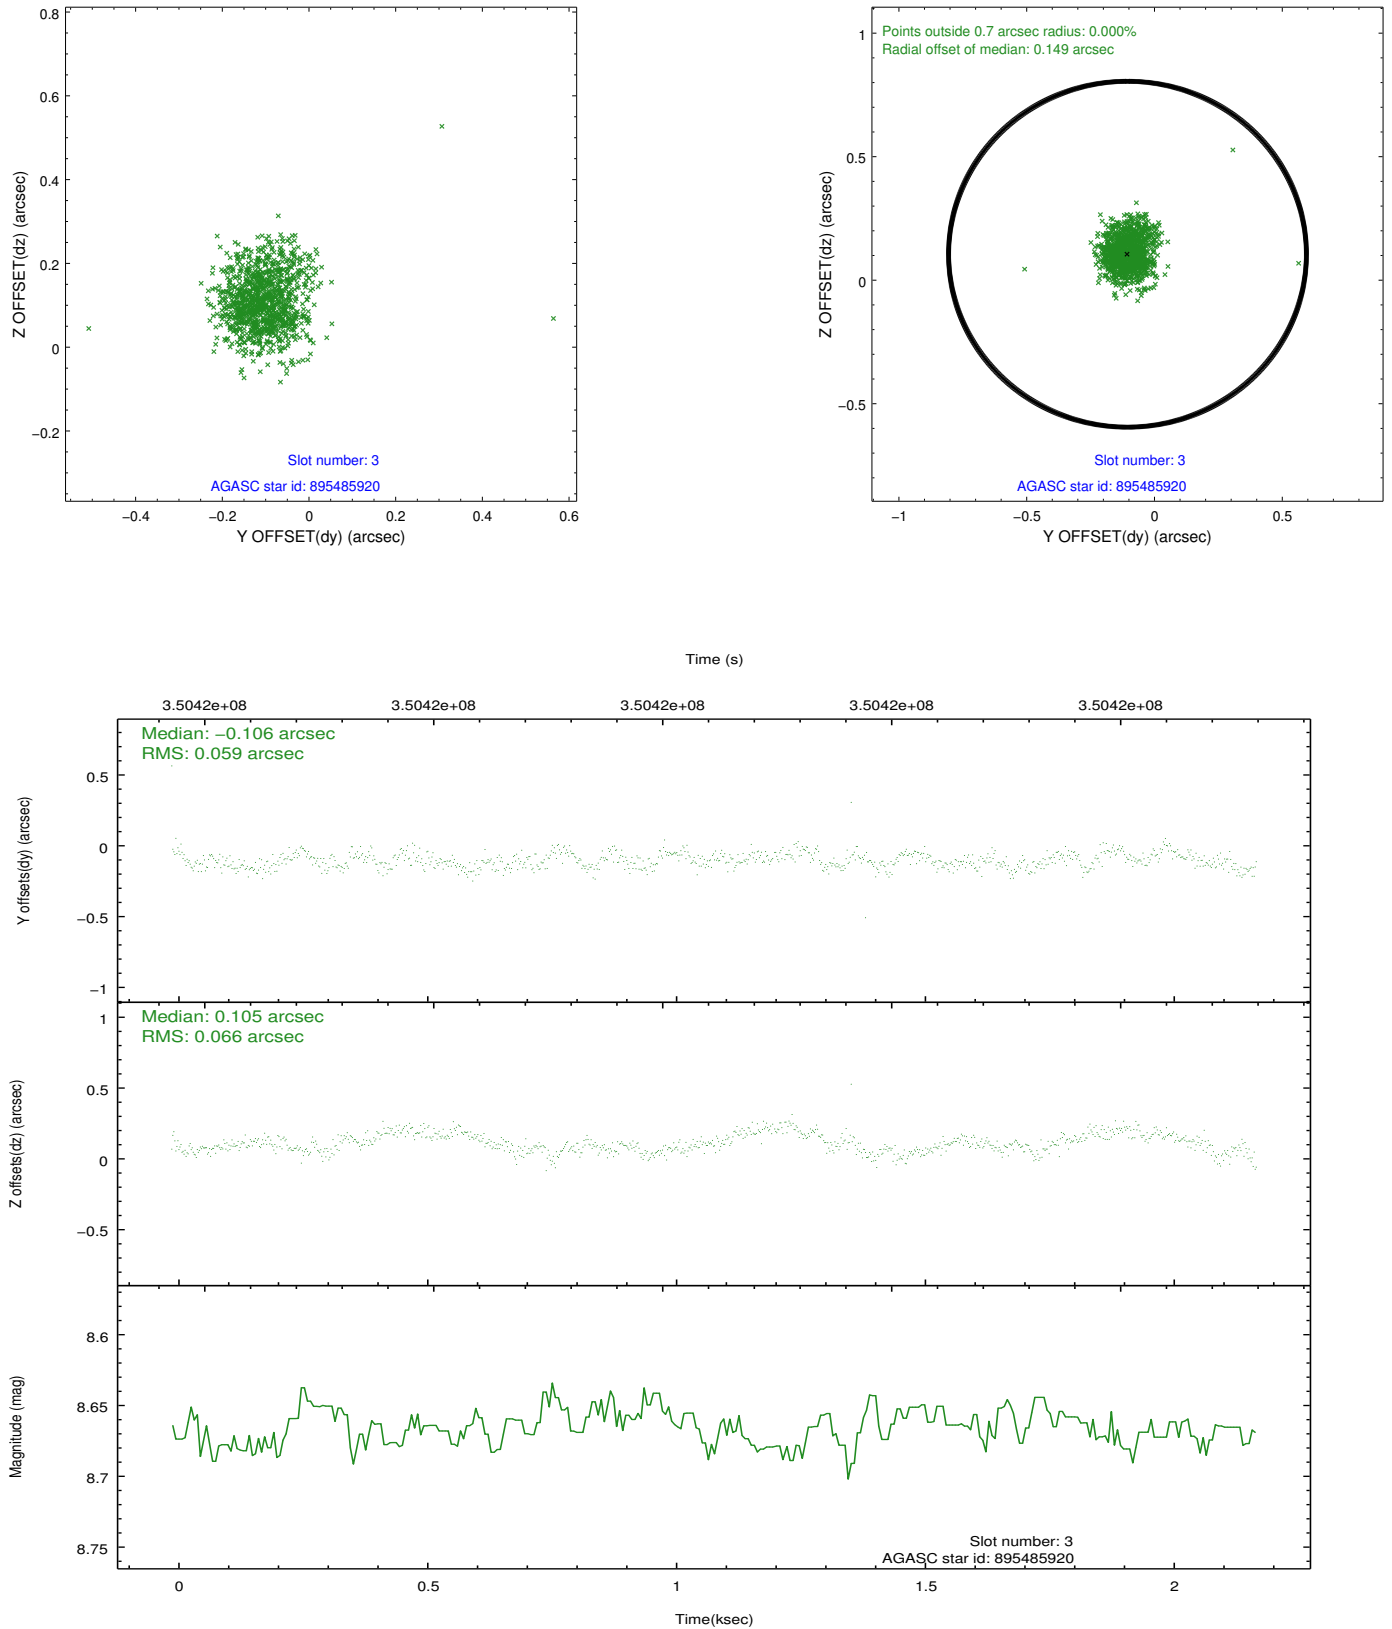 0.8
0.6
0.4
0.2
0
−0.2
Z OFFSET(dz) (arcsec)
Slot number: 3
AGASC star id: 895485920
−0.4 −0.2 0 0.2 0.4 0.6
Y OFFSET(dy) (arcsec)
Points outside 0.7 arcsec radius: 0.000%
Radial offset of median: 0.149 arcsec
1
0.5
0
−0.5
Z OFFSET(dz) (arcsec)
Slot number: 3
AGASC star id: 895485920
−1 −0.5 0 0.5
Y OFFSET(dy) (arcsec)
Time (s)
3.5042e+08 3.5042e+08 3.5042e+08 3.5042e+08 3.5042e+08
Median: −0.106 arcsec
RMS: 0.059 arcsec
0.5
0
−0.5
−1
Y offsets(dy) (arcsec)
Median: 0.105 arcsec
RMS: 0.066 arcsec
1
0.5
0
−0.5
Z offsets(dz) (arcsec)
8.6
8.65
8.7
8.75
Magnitude (mag)
Slot number: 3
AGASC star id: 895485920
0 0.5 1 1.5 2
Time(ksec)